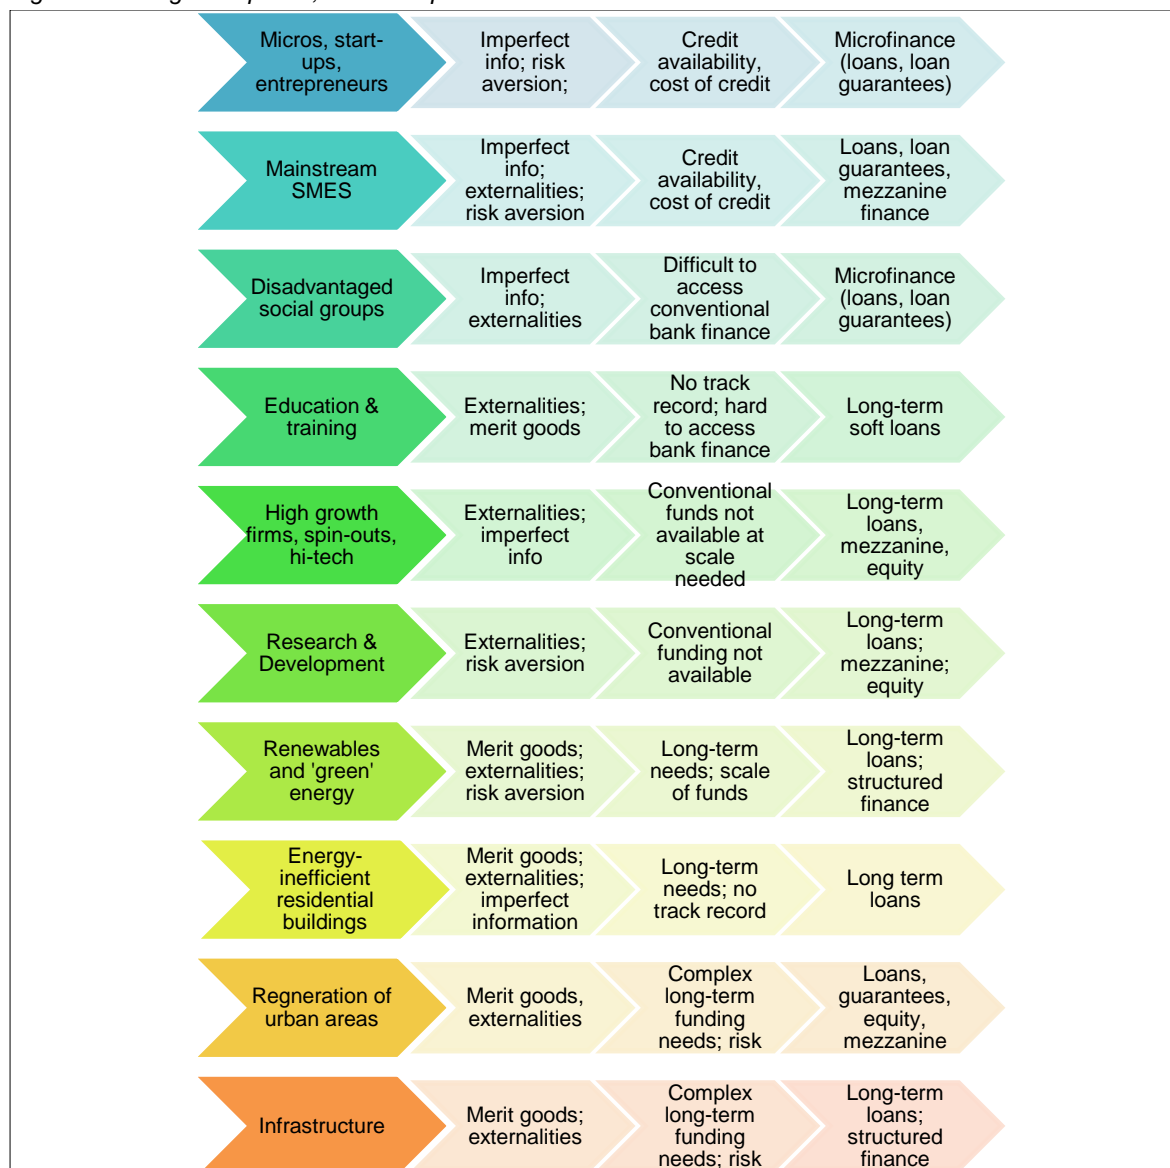 Micros, start-
ups,
entrepreneurs
Imperfect
info; risk
aversion;
Credit
availability,
cost of credit
Microfinance
(loans, loan
guarantees)
Mainstream
SMES
Imperfect
info;
externalities;
risk aversion
Credit
availability,
cost of credit
Loans, loan
guarantees,
mezzanine
finance
Disadvantaged
social groups
Imperfect
info;
externalities
Difficult to
access
conventional
bank finance
Microfinance
(loans, loan
guarantees)
Education &
training
Externalities;
merit goods
No track
record; hard
to access
bank finance
Long-term
soft loans
High growth
firms, spin-outs,
hi-tech
Externalities;
imperfect
info
Conventional
funds not
available at
scale
needed
Long-term
loans,
mezzanine,
equity
Research &
Development
Externalities;
risk aversion
Conventional
funding not
available
Long-term
loans;
mezzanine;
equity
Renewables
and 'green'
energy
Merit goods;
externalities;
risk aversion
Long-term
needs; scale
of funds
Long-term
loans;
structured
finance
Energy-
inefficient
residential
buildings
Merit goods;
externalities;
imperfect
information
Long-term
needs; no
track record
Long term
loans
Regneration of
urban areas
Merit goods,
externalities
Complex
long-term
funding
needs; risk
Loans,
guarantees,
equity,
mezzanine
Infrastructure
Merit goods;
externalities
Complex
long-term
funding
needs; risk
Long-term
loans;
structured
finance